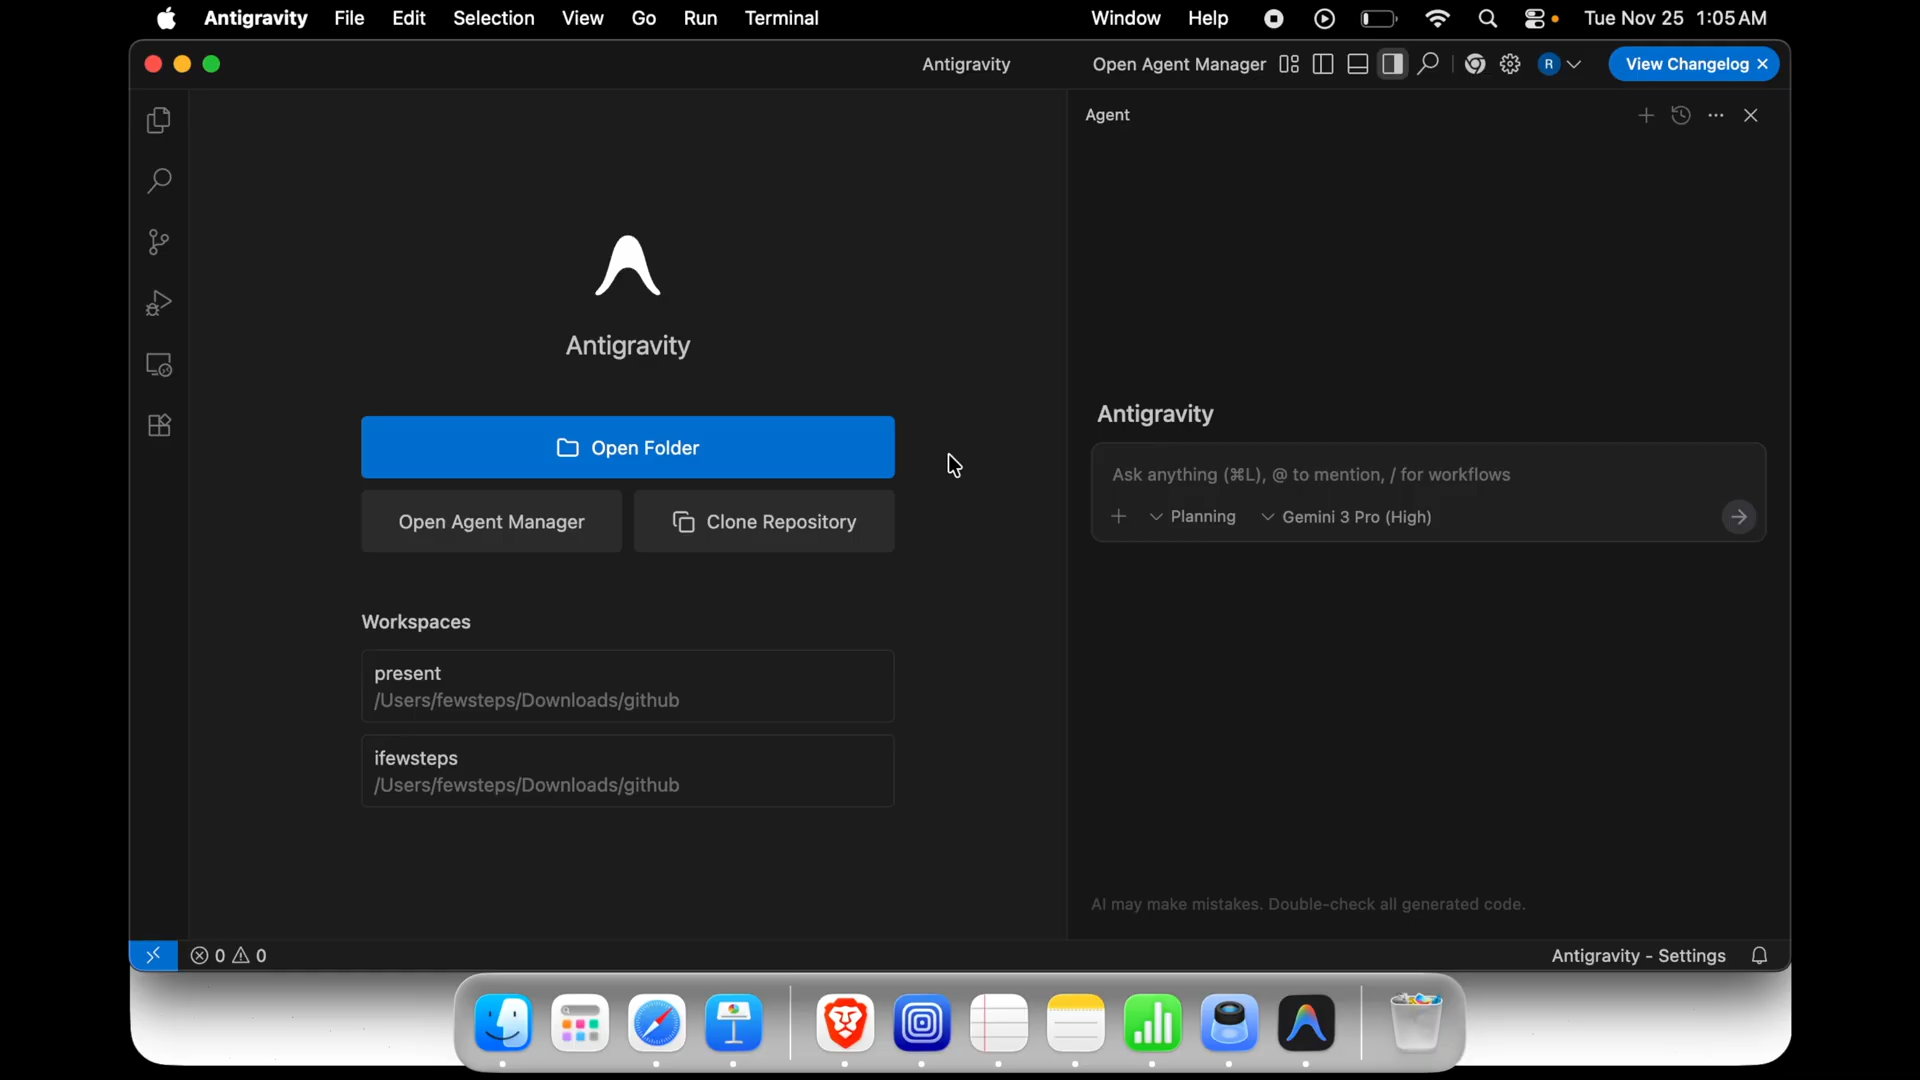 Antigravity File Edit Selection View Go Run Terminal Window Help Tue Nov 25 1:05 AM
Antigravity Open Agent Manager R View Changelog
Agent
Antigravity
Open Folder
Open Agent Manager Clone Repository
Workspaces
present
/Users/fewsteps/Downloads/github
ifewsteps
/Users/fewsteps/Downloads/github
Antigravity
Ask anything (⌘L), @ to mention, / for workflows
Planning Gemini 3 Pro (High)
AI may make mistakes. Double-check all generated code.
0 0 Antigravity - Settings